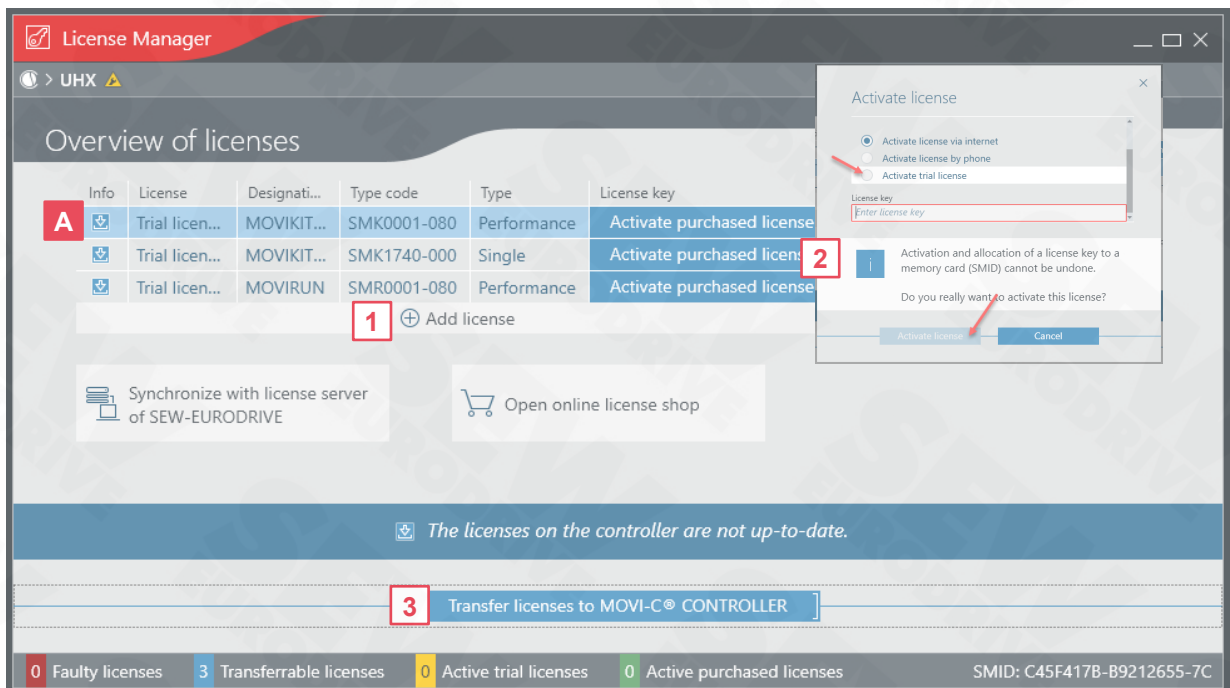 License Manager
> UHX
Overview of licenses
Info License Designati... Type code Type License key
A Trial licen... MOVIKIT... SMK0001-080 Performance Activate purchased license
Trial licen... MOVIKIT... SMK1740-000 Single Activate purchased licens
Trial licen... MOVIRUN SMR0001-080 Performance Activate purchased license
1 Add license
Synchronize with license server
of SEW-EURODRIVE
Open online license shop
Activate license
Activate license via internet
Activate license by phone
Activate trial license
License key
Enter license key
2
i
Activation and allocation of a license key to a
memory card (SMID) cannot be undone.
Do you really want to activate this license?
Activate license Cancel
The licenses on the controller are not up-to-date.
3 Transfer licenses to MOVI-C® CONTROLLER
0 Faulty licenses 3 Transferrable licenses 0 Active trial licenses 0 Active purchased licenses SMID: C45F417B-B9212655-7C